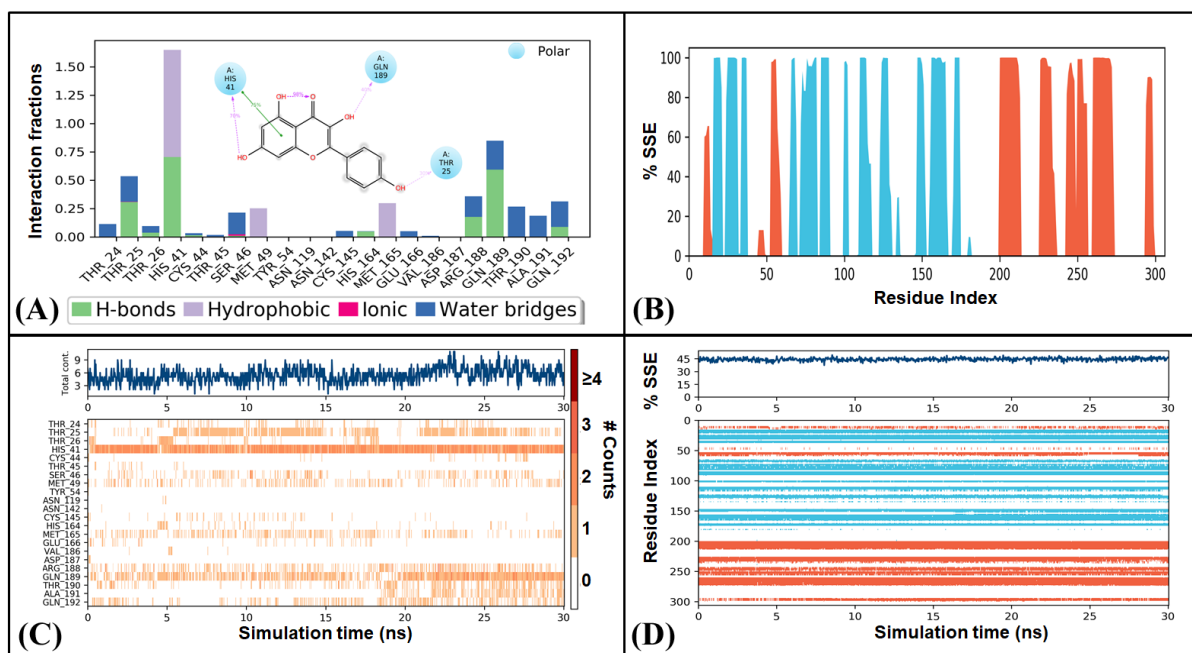 (A)
Interaction fractions
1.50
1.25
1.00
0.75
0.50
0.25
0.00
Polar
A:
HIS
41
A:
GLN
189
A:
THR
25
OH
O
OH
HO
O
OH
THR_24
THR_25
THR_26
HIS_41
CYS_44
THR_45
SER_46
MET_49
TYR_54
ASN_119
ASN_142
CYS_145
HIS_164
MET_165
GLU_166
VAL_186
ASP_187
ARG_188
GLN_189
THR_190
ALA_191
GLN_192
H-bonds
Hydrophobic
Ionic
Water bridges
(B)
% SSE
100
80
60
40
20
0
0 50 100 150 200 250 300
Residue Index
(C)
Total cont.
9
6
3
0 5 10 15 20 25 30
THR_24
THR_25
THR_26
HIS_41
CYS_44
THR_45
SER_46
MET_49
TYR_54
ASN_119
ASN_142
CYS_145
HIS_164
MET_165
GLU_166
VAL_186
ASP_187
ARG_188
GLN_189
THR_190
ALA_191
GLN_192
0 5 10 15 20 25 30
Simulation time (ns)
≥4
3
2
1
0
# Counts
(D)
% SSE
45
30
15
0
0 5 10 15 20 25 30
Residue Index
0
50
100
150
200
250
300
0 5 10 15 20 25 30
Simulation time (ns)